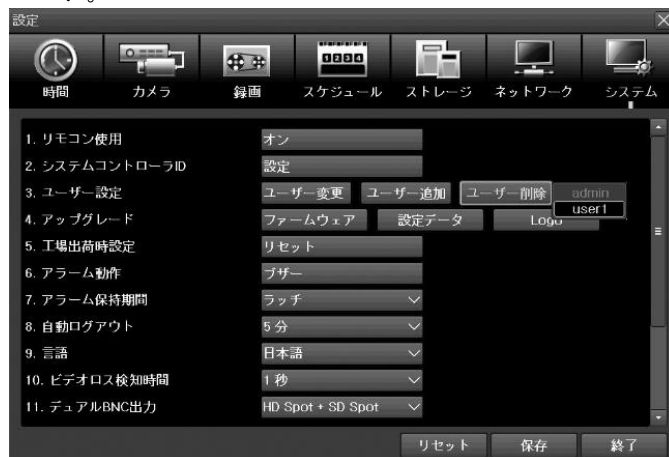 設定
時間 カメラ 録画 スケジュール ストレージ ネットワーク システム
1. リモコン使用 オン
2. システムコントローラID 設定
3. ユーザー設定 ユーザー変更 ユーザー追加 ユーザー削除 admin
user1
4. アップグレード ファームウェア 設定データ Logo
5. 工場出荷時設定 リセット
6. アラーム動作 ブザー
7. アラーム保持期間 ラッチ
8. 自動ログアウト 5 分
9. 言語 日本語
10. ビデオロス検知時間 1 秒
11. デュアルBNC出力 HD Spot + SD Spot
リセット 保存 終了